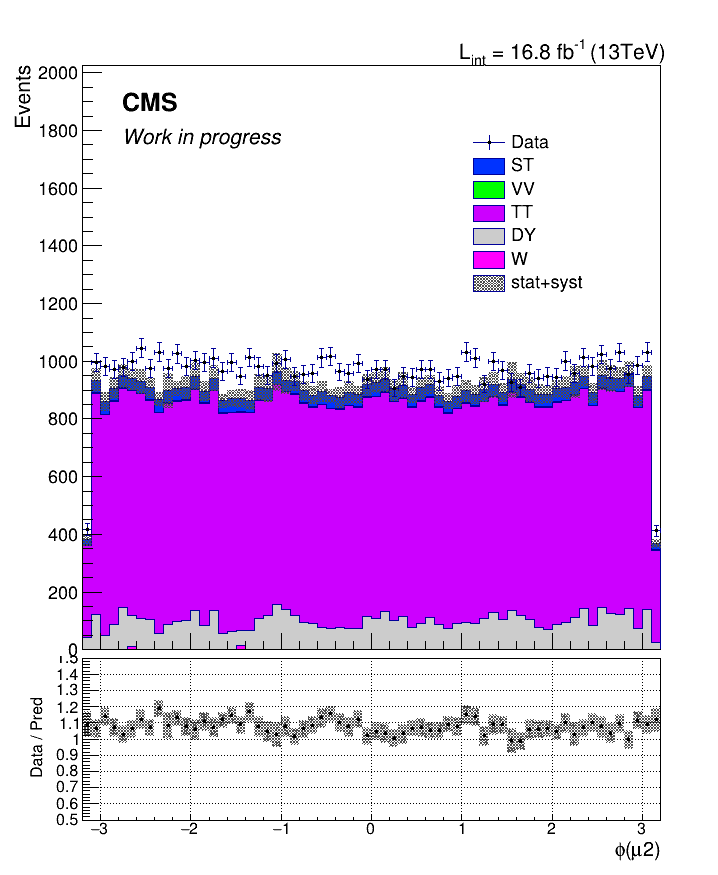 L_int = 16.8 fb⁻¹ (13TeV)
Events
2000
1800
1600
1400
1200
1000
800
600
400
200
0
CMS
Work in progress
Data
ST
VV
TT
DY
W
stat+syst
Data / Pred
1.5
1.4
1.3
1.2
1.1
1
0.9
0.8
0.7
0.6
0.5
−3 −2 −1 0 1 2 3
ϕ(μ2)